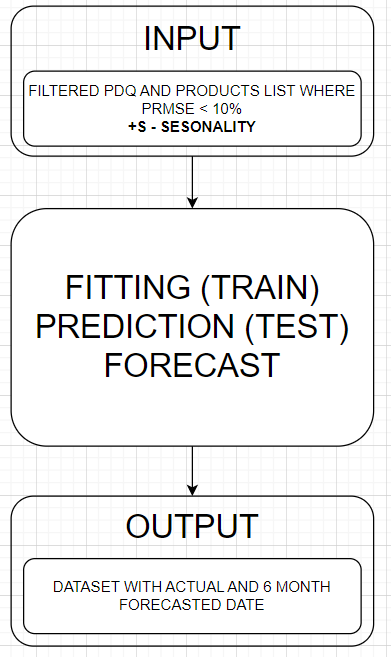 INPUT
FILTERED PDQ AND PRODUCTS LIST WHERE
PRMSE < 10%
+S - SESONALITY
FITTING (TRAIN)
PREDICTION (TEST)
FORECAST
OUTPUT
DATASET WITH ACTUAL AND 6 MONTH
FORECASTED DATE